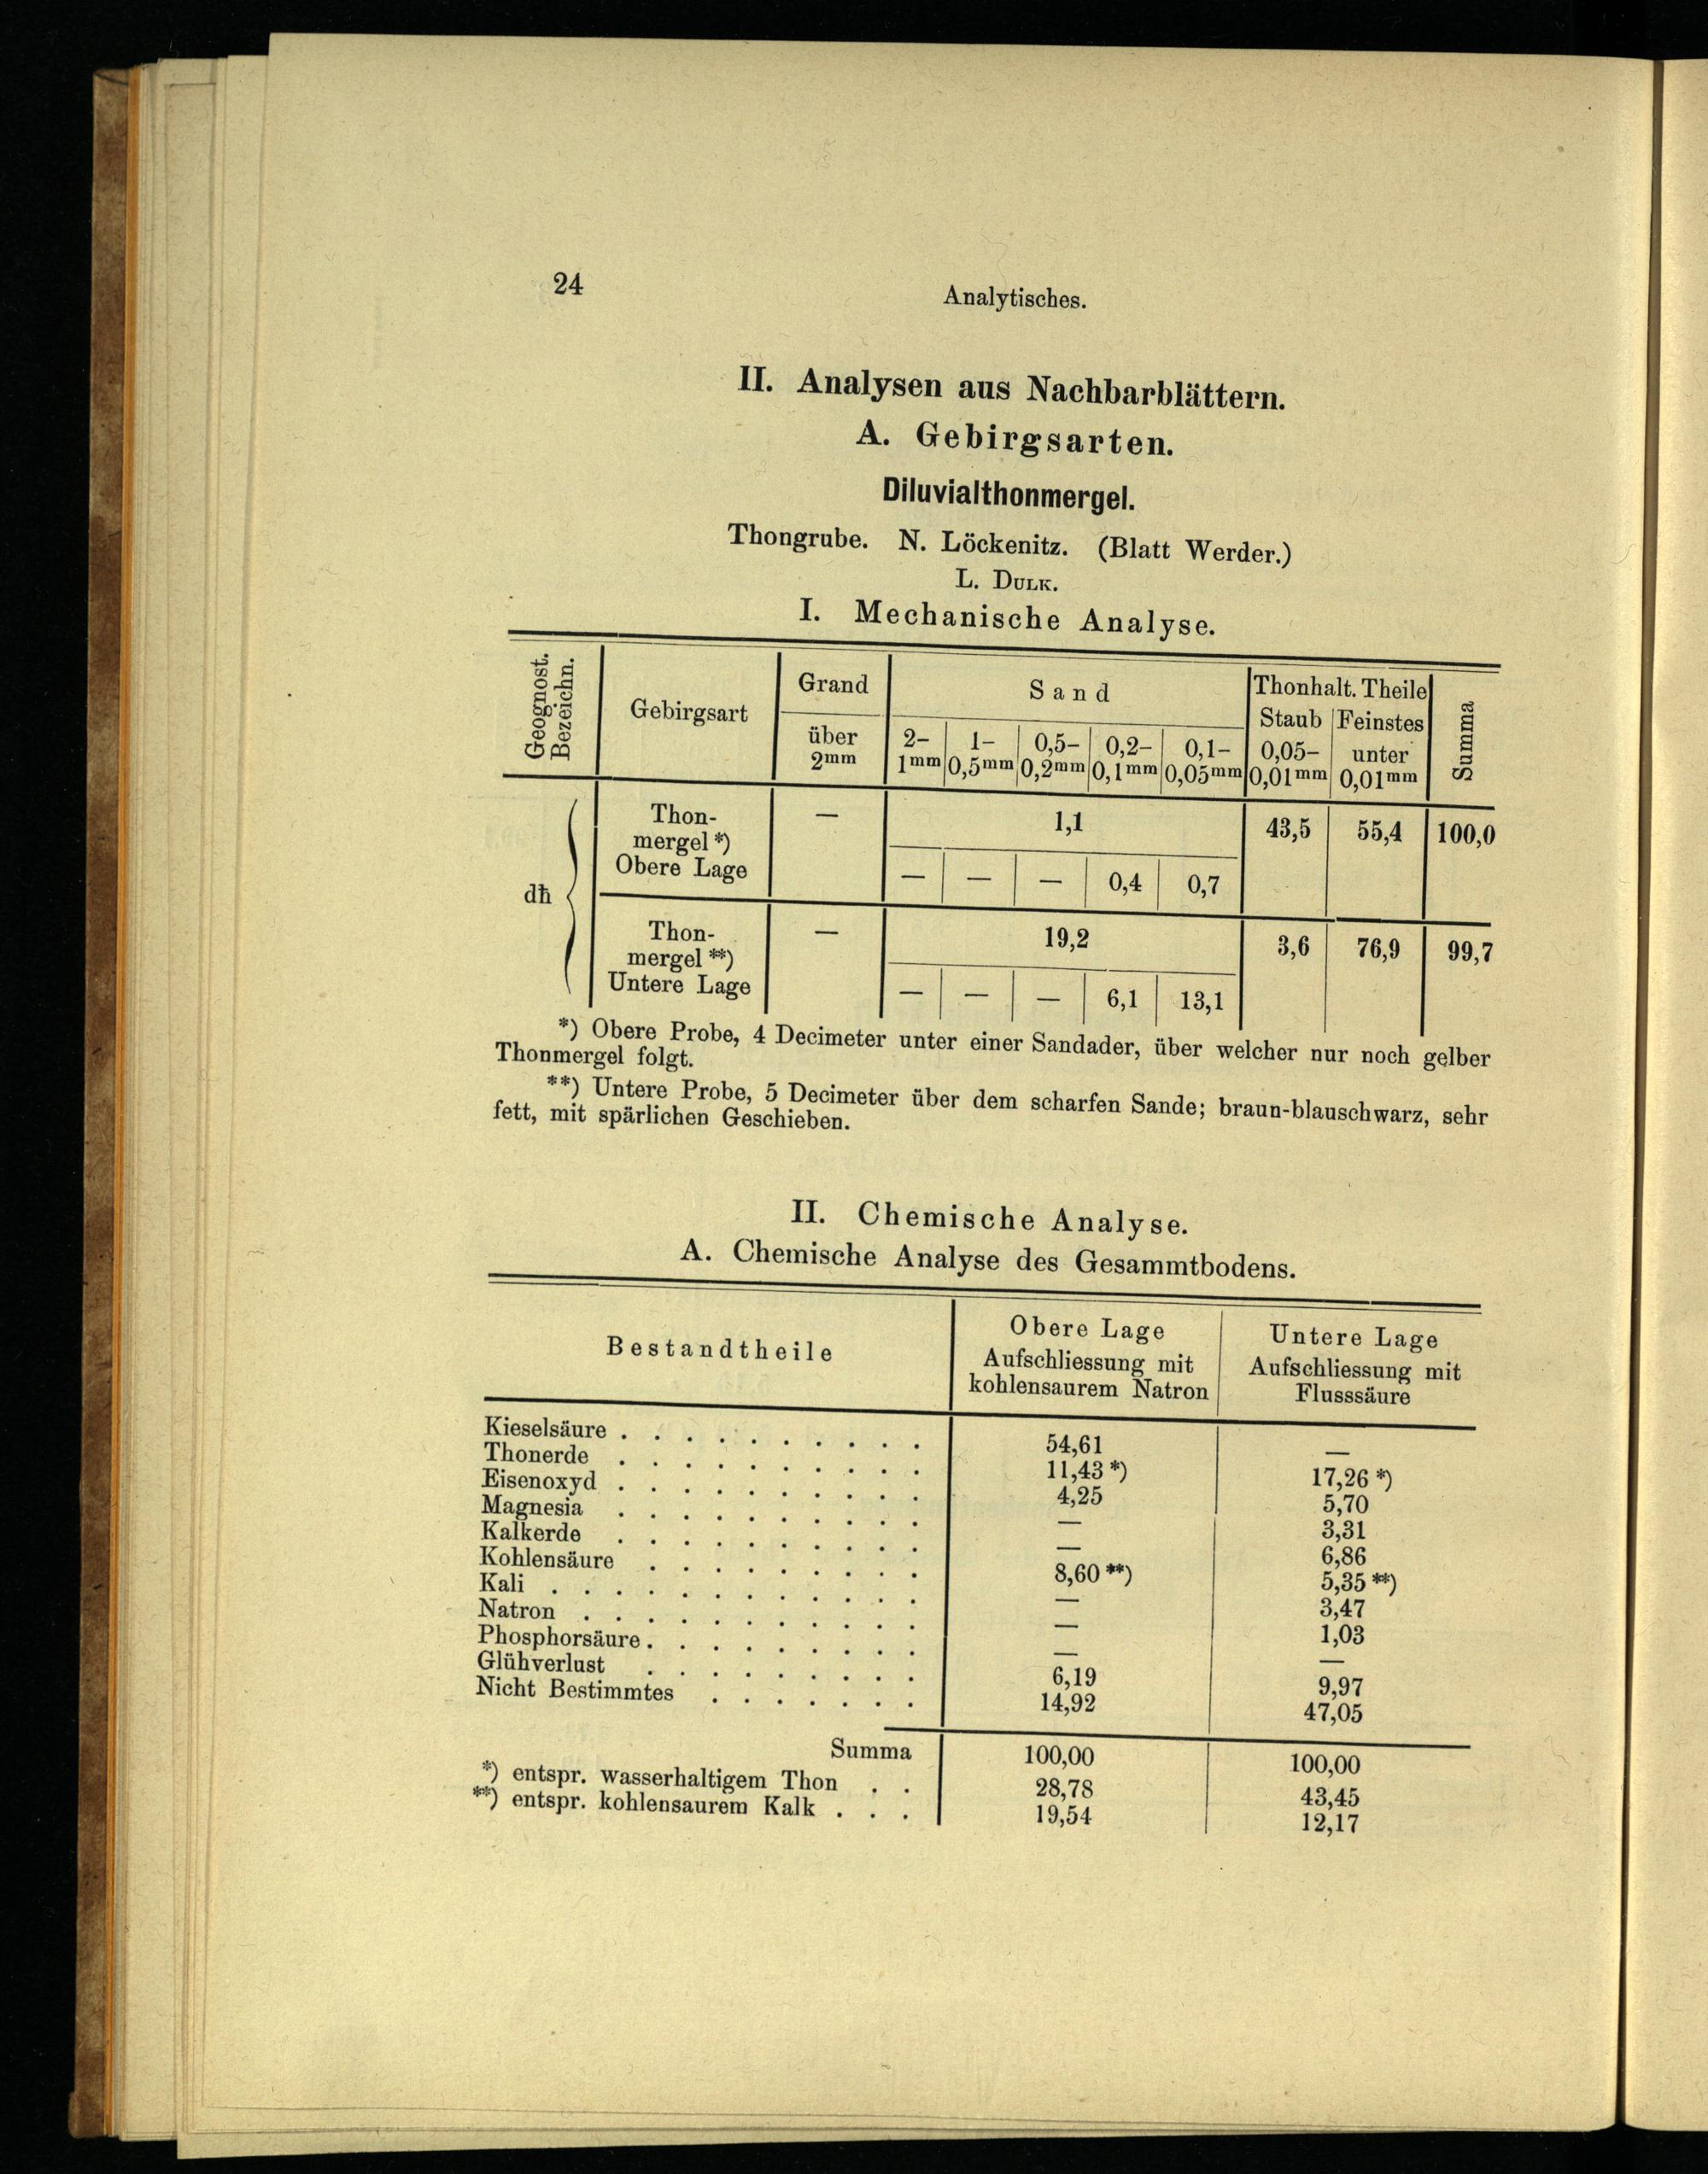 24
Analytisches.
II. Analysen aus Nachbarblättern.
A. Gebirgsarten.
Diluvialthonmergel.
Thongrube. N. Löckenitz. (Blatt Werder.)
L. Dulk.
I. Mechanische Analyse.
Geognost. Bezeichn. Gebirgsart Grand Sand Thonhalt. Theile Summa
Staub Feinstes
über 2- 1- 0,5- 0,2- 0,1- 0,05- unter
2mm 1mm 0,5mm 0,2mm 0,1mm 0,05mm 0,01mm 0,01mm
Thon- — 1,1 43,5 55,4 100,0
mergel *)
Obere Lage — — — 0,4 0,7
dħ
Thon- — 19,2 3,6 76,9 99,7
mergel **)
Untere Lage — — — 6,1 13,1
*) Obere Probe, 4 Decimeter unter einer Sandader, über welcher nur noch gelber
Thonmergel folgt.
**) Untere Probe, 5 Decimeter über dem scharfen Sande; braun-blauschwarz, sehr
fett, mit spärlichen Geschieben.
II. Chemische Analyse.
A. Chemische Analyse des Gesammtbodens.
Bestandtheile Obere Lage Untere Lage
Aufschliessung mit Aufschliessung mit
kohlensaurem Natron Flusssäure
Kieselsäure . . . . . . . . . . 54,61 —
Thonerde . . . . . . . . . . 11,43 *) 17,26 *)
Eisenoxyd . . . . . . . . . . 4,25 5,70
Magnesia . . . . . . . . . . — 3,31
Kalkerde . . . . . . . . . . — 6,86
Kohlensäure . . . . . . . . . 8,60 **) 5,35 **)
Kali . . . . . . . . . . . . — 3,47
Natron . . . . . . . . . . . — 1,03
Phosphorsäure . . . . . . . . . — —
Glühverlust . . . . . . . . . 6,19 9,97
Nicht Bestimmtes . . . . . . . 14,92 47,05
Summa 100,00 100,00
*) entspr. wasserhaltigem Thon . . 28,78 43,45
**) entspr. kohlensaurem Kalk . . . 19,54 12,17